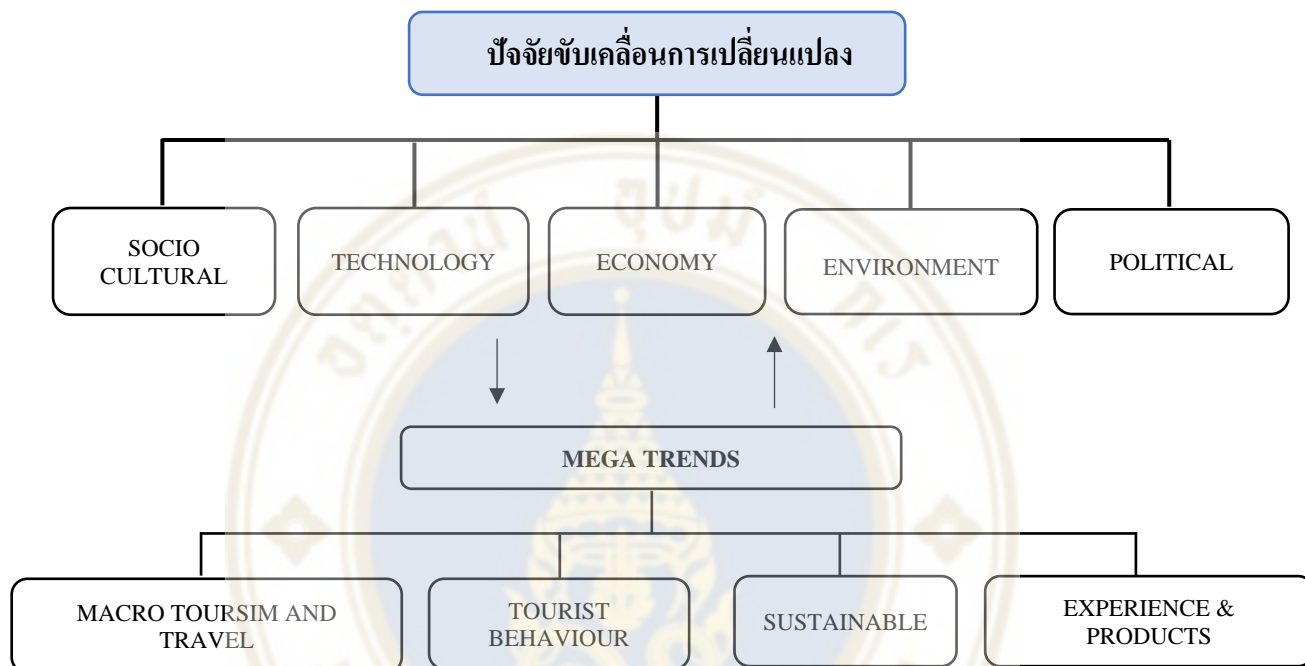 ปัจจัยขับเคลื่อนการเปลี่ยนแปลง
SOCIO
CULTURAL
TECHNOLOGY
ECONOMY
ENVIRONMENT
POLITICAL
MEGA TRENDS
MACRO TOURSIM AND
TRAVEL
TOURIST
BEHAVIOUR
SUSTAINABLE
EXPERIENCE &
PRODUCTS